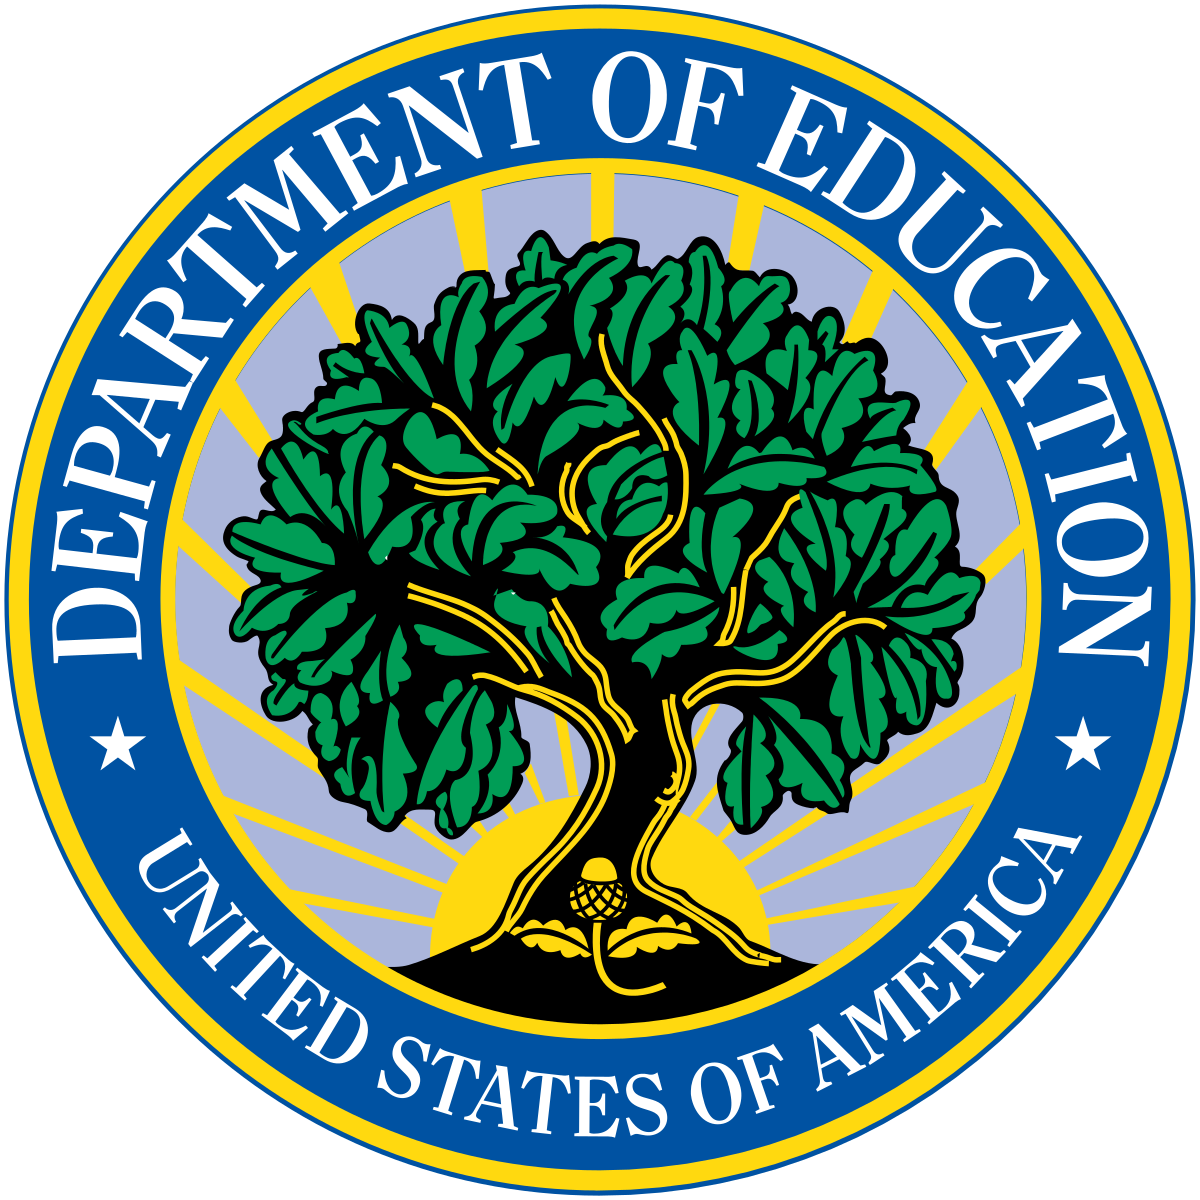 DEPARTMENT OF EDUCATION
UNITED STATES OF AMERICA